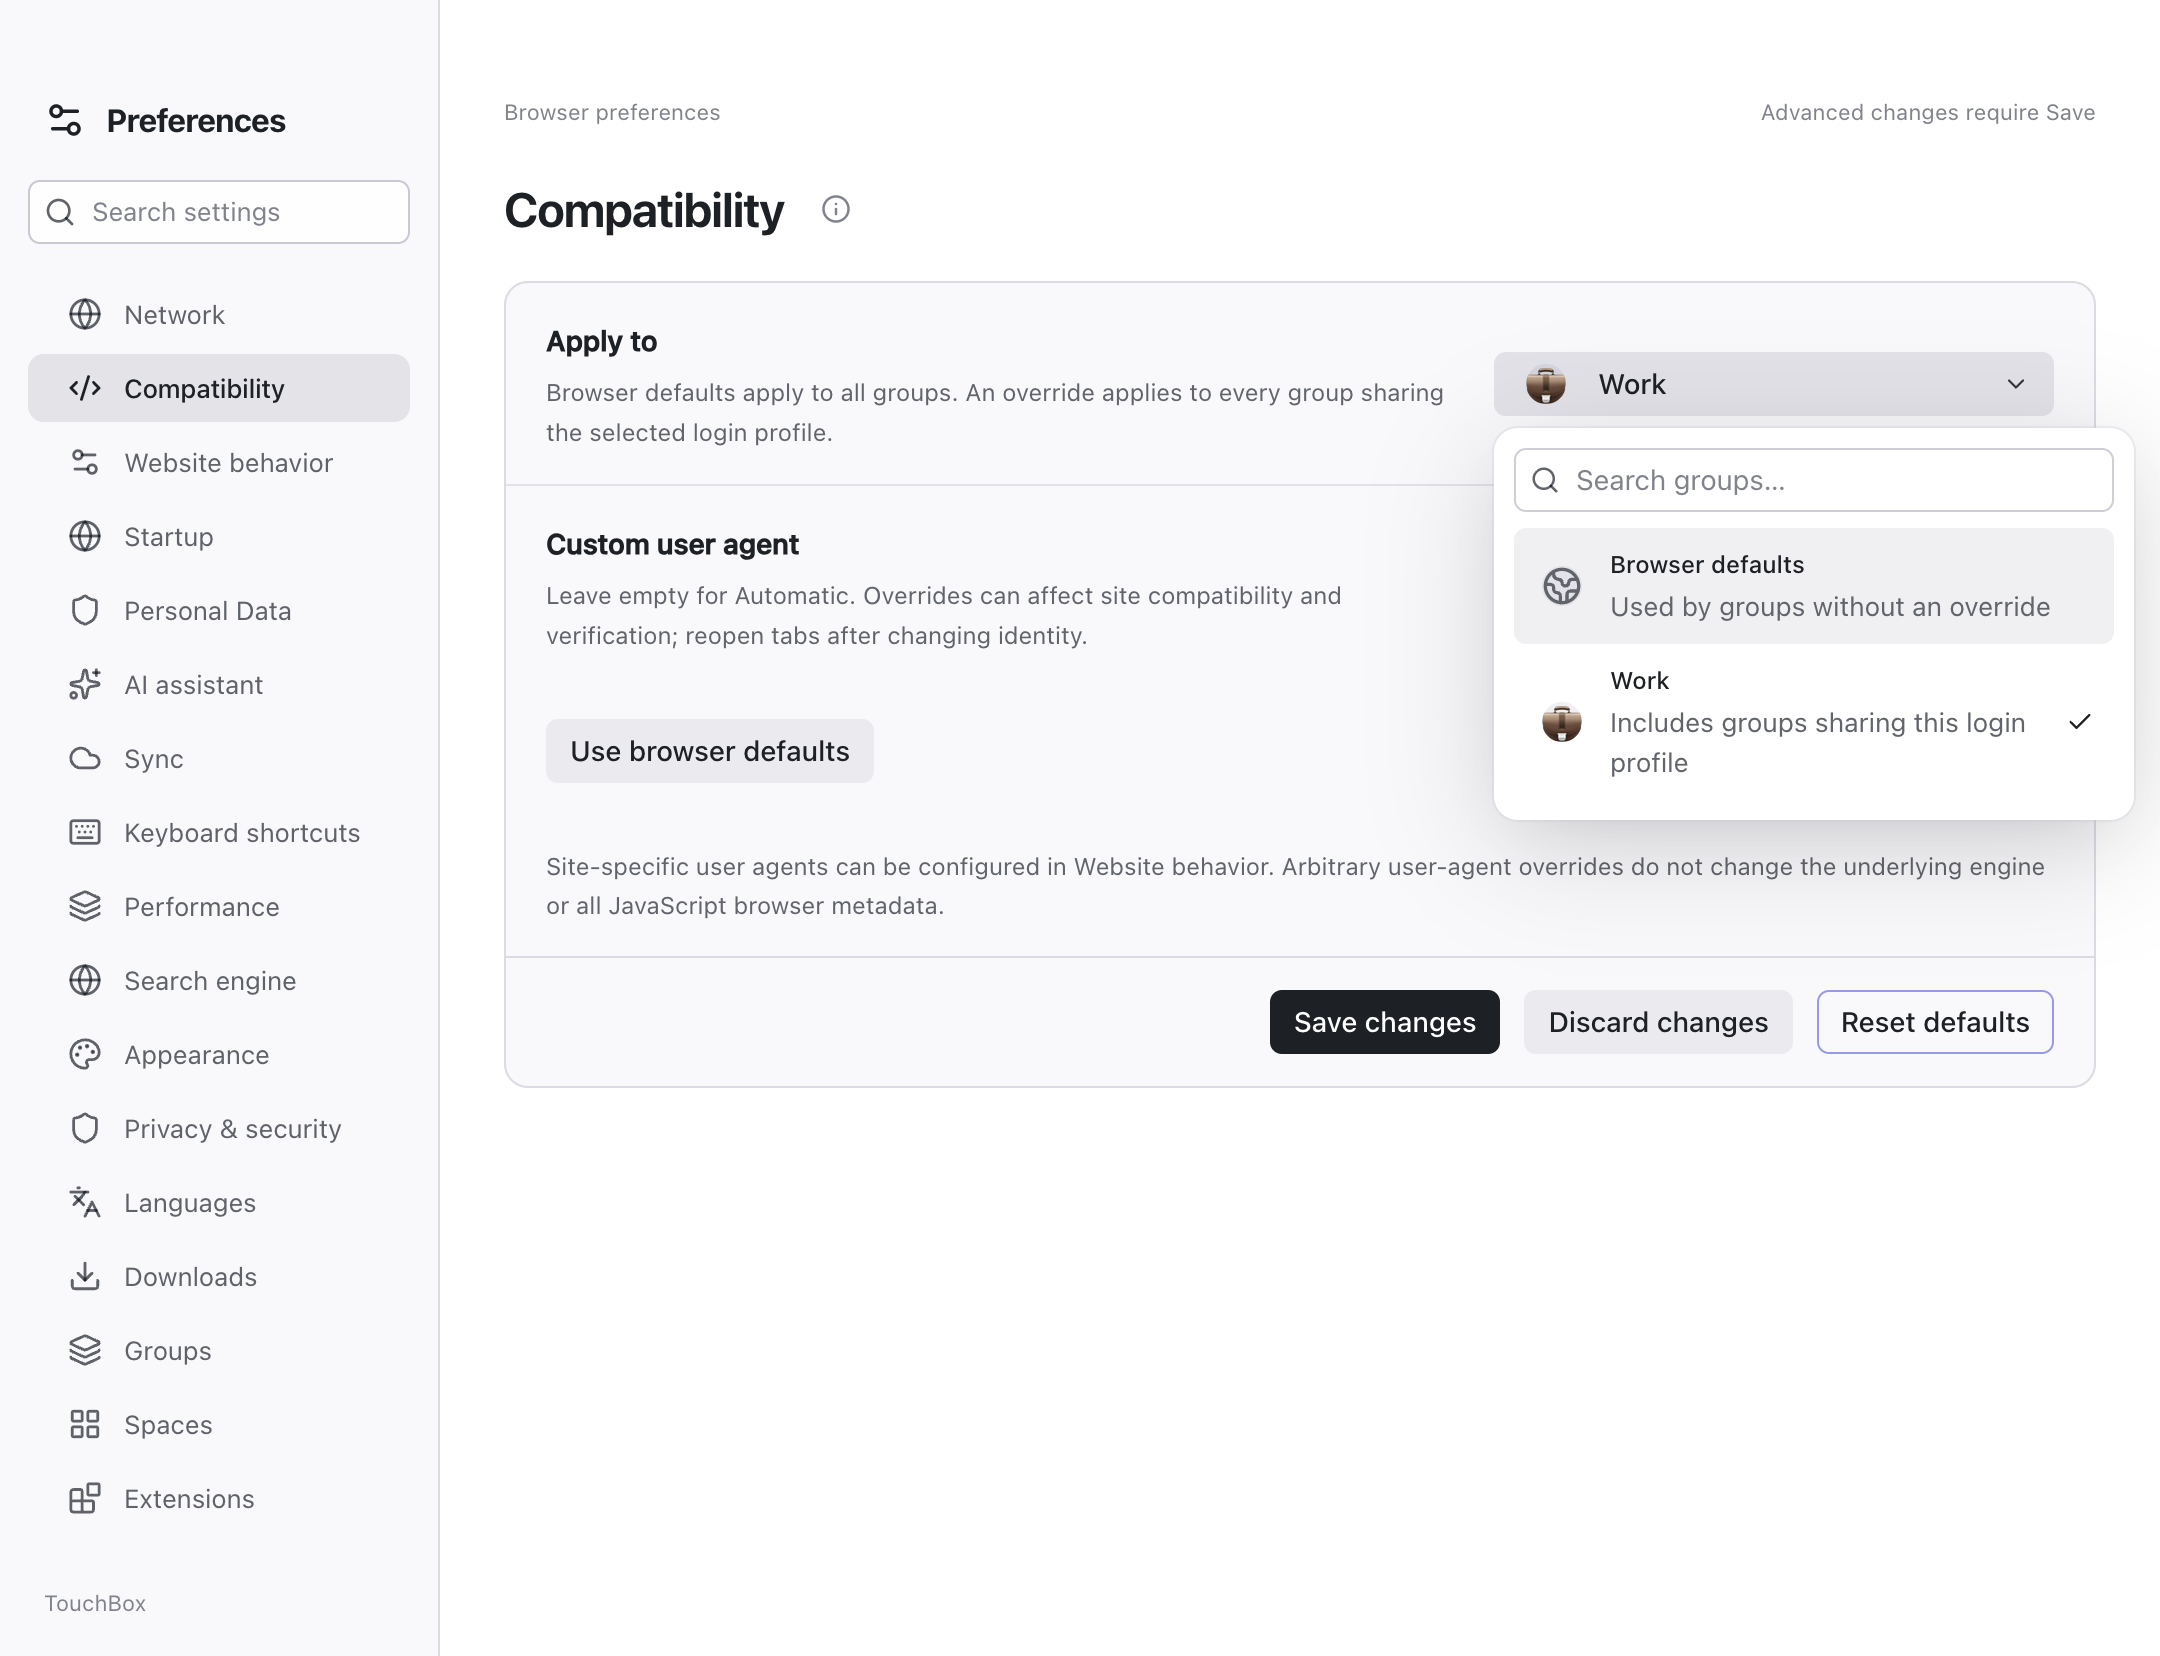 Preferences
Search settings
Network
Compatibility
Website behavior
Startup
Personal Data
AI assistant
Sync
Keyboard shortcuts
Performance
Search engine
Appearance
Privacy & security
Languages
Downloads
Groups
Spaces
Extensions
TouchBox
Browser preferences
Advanced changes require Save
Compatibility
Apply to
Browser defaults apply to all groups. An override applies to every group sharing
the selected login profile.
Work
Search groups...
Browser defaults
Used by groups without an override
Work
Includes groups sharing this login
profile
Custom user agent
Leave empty for Automatic. Overrides can affect site compatibility and
verification; reopen tabs after changing identity.
Use browser defaults
Site-specific user agents can be configured in Website behavior. Arbitrary user-agent overrides do not change the underlying engine
or all JavaScript browser metadata.
Save changes
Discard changes
Reset defaults